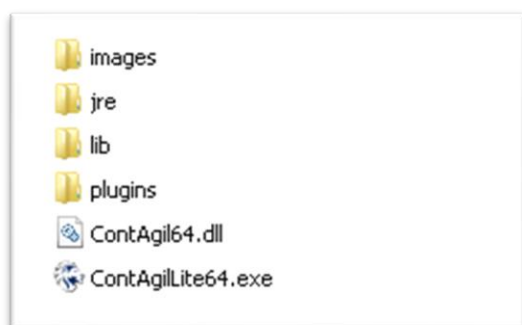 images
jre
lib
plugins
ContAgil64.dll
ContAgilLite64.exe